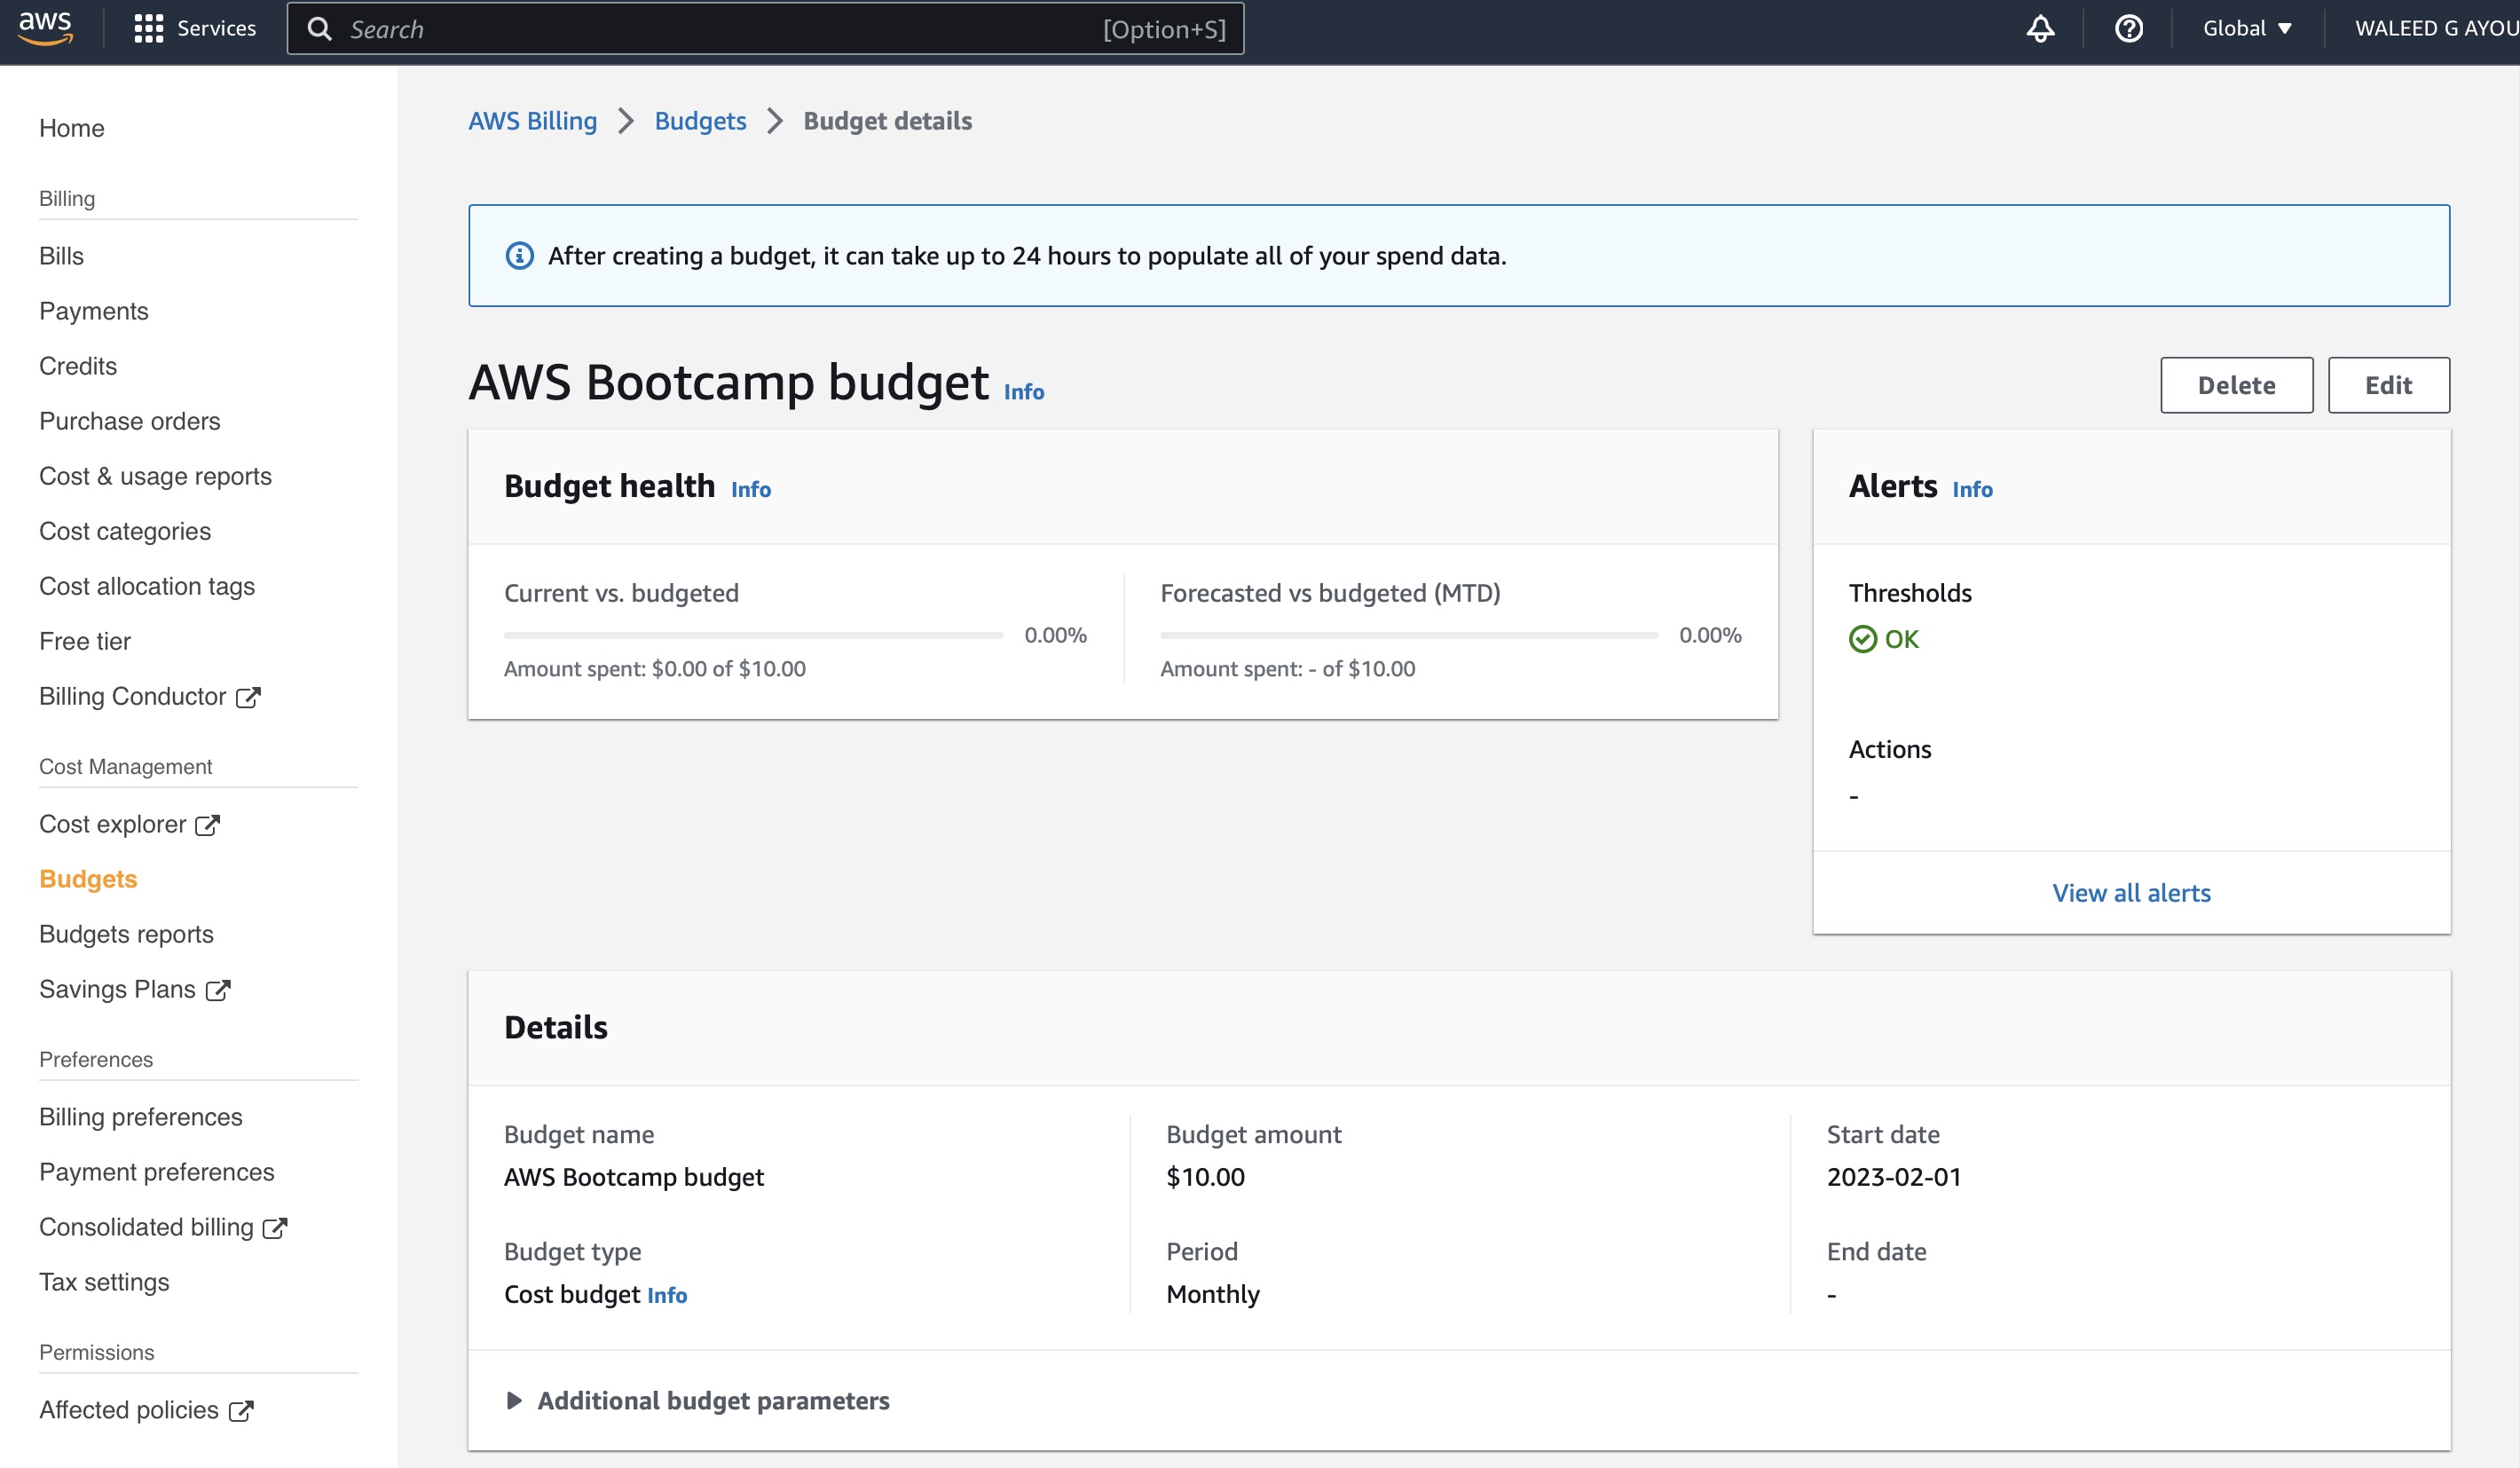 aws
Services
Search
[Option+S]
Global
WALEED G AYOU
Home
Billing
Bills
Payments
Credits
Purchase orders
Cost & usage reports
Cost categories
Cost allocation tags
Free tier
Billing Conductor
Cost Management
Cost explorer
Budgets
Budgets reports
Savings Plans
Preferences
Billing preferences
Payment preferences
Consolidated billing
Tax settings
Permissions
Affected policies
AWS Billing > Budgets > Budget details
After creating a budget, it can take up to 24 hours to populate all of your spend data.
AWS Bootcamp budget Info
Delete
Edit
Budget health Info
Current vs. budgeted
0.00%
Amount spent: $0.00 of $10.00
Forecasted vs budgeted (MTD)
0.00%
Amount spent: - of $10.00
Alerts Info
Thresholds
OK
Actions
-
View all alerts
Details
Budget name
AWS Bootcamp budget
Budget type
Cost budget Info
Budget amount
$10.00
Period
Monthly
Start date
2023-02-01
End date
-
Additional budget parameters